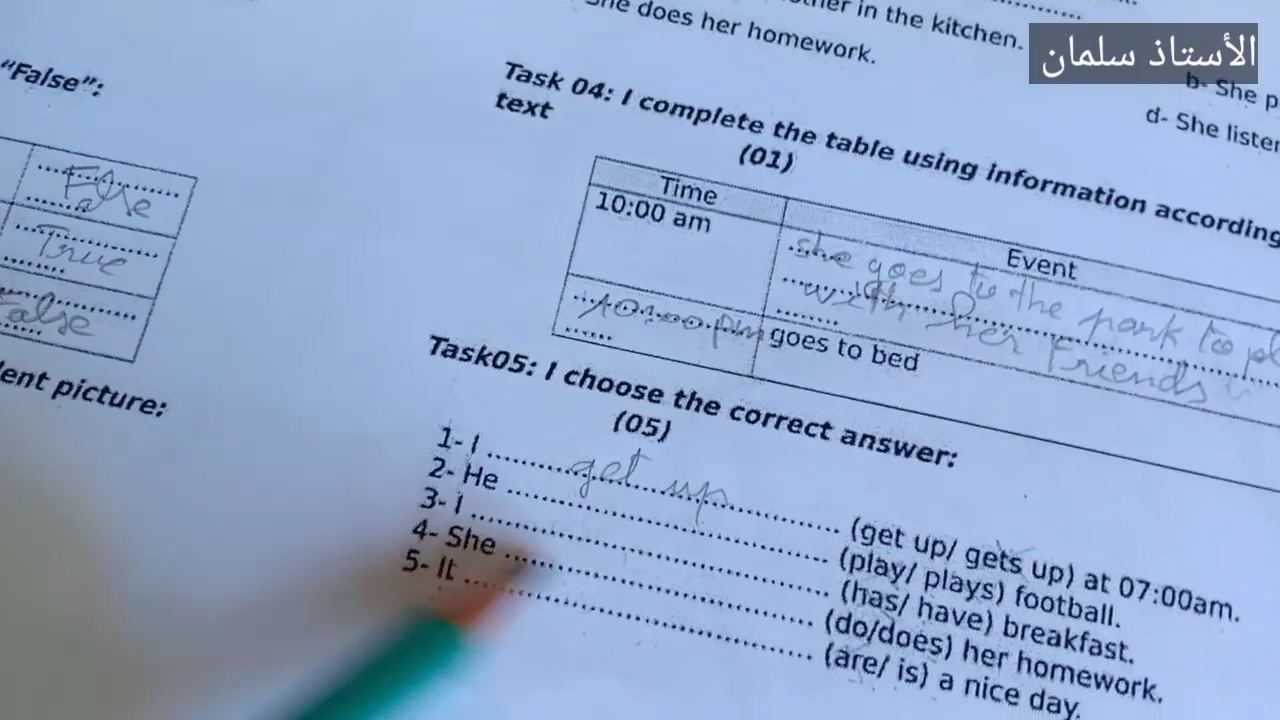 other in the kitchen.
She does her homework.
الأستاذ سلمان
b- She p
d- She listen
"False":
False
True
False
ent picture:
Task 04: I complete the table using information according
text
(01)
Time
Event
10:00 am
she goes to the park to pl
with her friends
10:00 pm
goes to bed
Task05: I choose the correct answer:
(05)
1- I ........ get up ........ (get up/ gets up) at 07:00am.
2- He ........ (play/ plays) football.
3- I ........ (has/ have) breakfast.
4- She ........ (do/does) her homework.
5- It ........ (are/ is) a nice day.